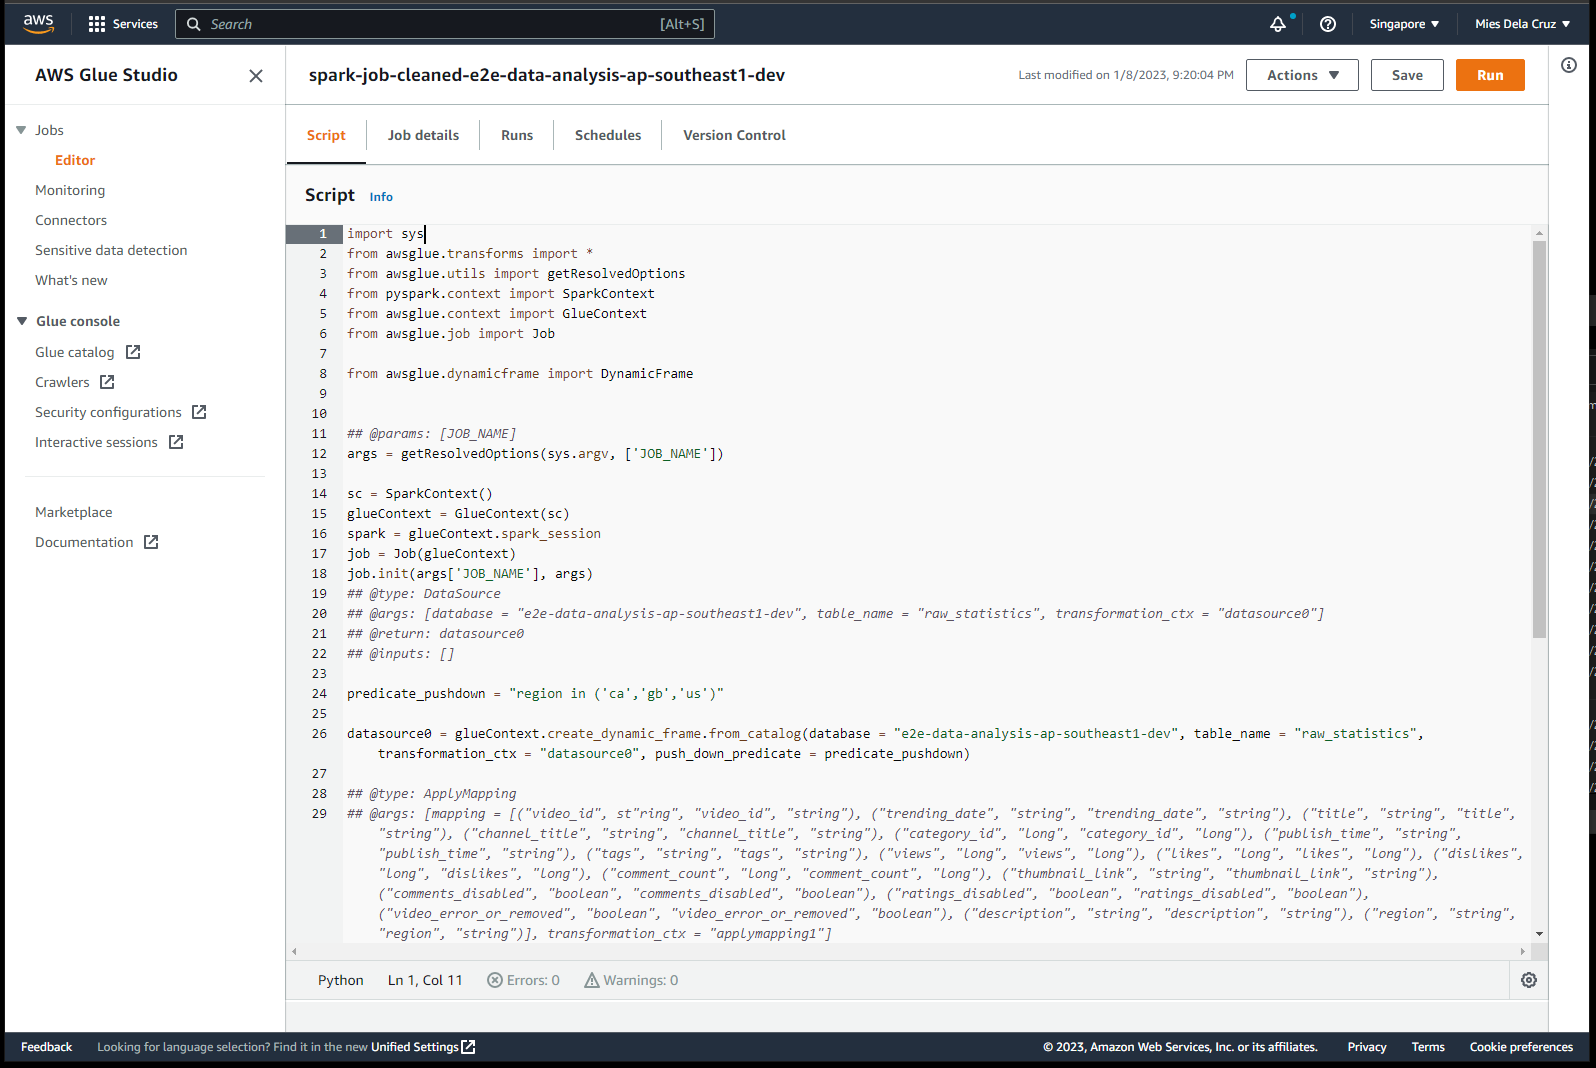 aws
Services
Search [Alt+S]
Singapore
Mies Dela Cruz
AWS Glue Studio
Jobs
Editor
Monitoring
Connectors
Sensitive data detection
What's new
Glue console
Glue catalog
Crawlers
Security configurations
Interactive sessions
Marketplace
Documentation
spark-job-cleaned-e2e-data-analysis-ap-southeast1-dev
Last modified on 1/8/2023, 9:20:04 PM
Actions
Save
Run
Script
Job details
Runs
Schedules
Version Control
Script Info
1 import sys
2 from awsglue.transforms import *
3 from awsglue.utils import getResolvedOptions
4 from pyspark.context import SparkContext
5 from awsglue.context import GlueContext
6 from awsglue.job import Job
7
8 from awsglue.dynamicframe import DynamicFrame
9
10
11 ## @params: [JOB_NAME]
12 args = getResolvedOptions(sys.argv, ['JOB_NAME'])
13
14 sc = SparkContext()
15 glueContext = GlueContext(sc)
16 spark = glueContext.spark_session
17 job = Job(glueContext)
18 job.init(args['JOB_NAME'], args)
19 ## @type: DataSource
20 ## @args: [database = "e2e-data-analysis-ap-southeast1-dev", table_name = "raw_statistics", transformation_ctx = "datasource0"]
21 ## @return: datasource0
22 ## @inputs: []
23
24 predicate_pushdown = "region in ('ca','gb','us')"
25
26 datasource0 = glueContext.create_dynamic_frame.from_catalog(database = "e2e-data-analysis-ap-southeast1-dev", table_name = "raw_statistics",
transformation_ctx = "datasource0", push_down_predicate = predicate_pushdown)
27
28 ## @type: ApplyMapping
29 ## @args: [mapping = [("video_id", st"ring", "video_id", "string"), ("trending_date", "string", "trending_date", "string"), ("title", "string", "title",
"string"), ("channel_title", "string", "channel_title", "string"), ("category_id", "long", "category_id", "long"), ("publish_time", "string",
"publish_time", "string"), ("tags", "string", "tags", "string"), ("views", "long", "views", "long"), ("likes", "long", "likes", "long"), ("dislikes",
"long", "dislikes", "long"), ("comment_count", "long", "comment_count", "long"), ("thumbnail_link", "string", "thumbnail_link", "string"),
("comments_disabled", "boolean", "comments_disabled", "boolean"), ("ratings_disabled", "boolean", "ratings_disabled", "boolean"),
("video_error_or_removed", "boolean", "video_error_or_removed", "boolean"), ("description", "string", "description", "string"), ("region", "string",
"region", "string")], transformation_ctx = "applymapping1"]
Python
Ln 1, Col 11
Errors: 0
Warnings: 0
Feedback
Looking for language selection? Find it in the new Unified Settings
© 2023, Amazon Web Services, Inc. or its affiliates.
Privacy
Terms
Cookie preferences